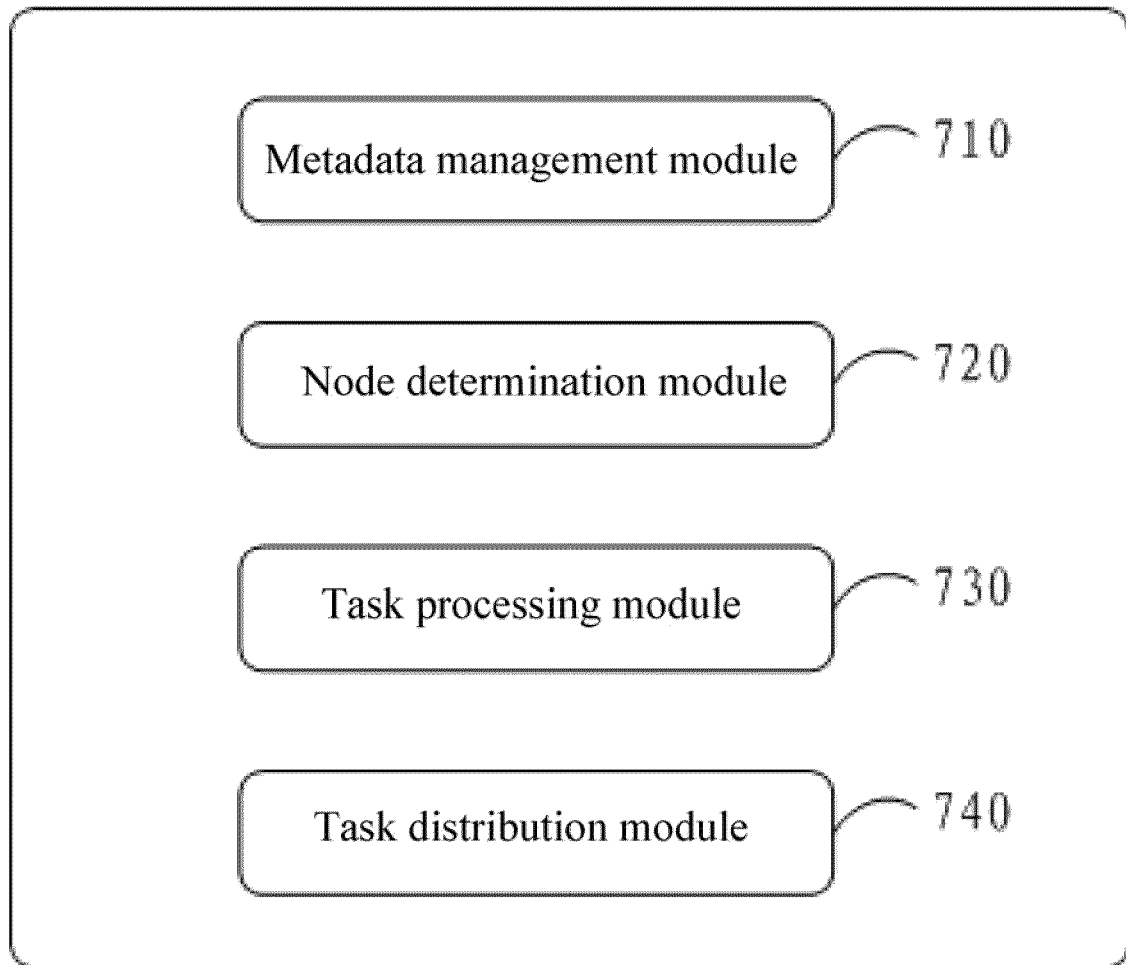 Metadata management module
710
Node determination module
720
Task processing module
730
Task distribution module
740